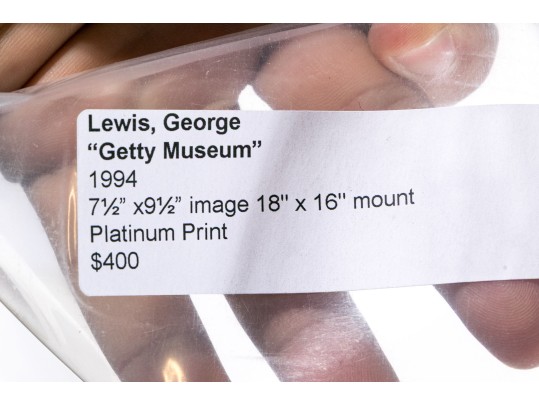 Lewis, George
“Getty Museum”
1994
7½” x9½” image 18" x 16" mount
Platinum Print
$400